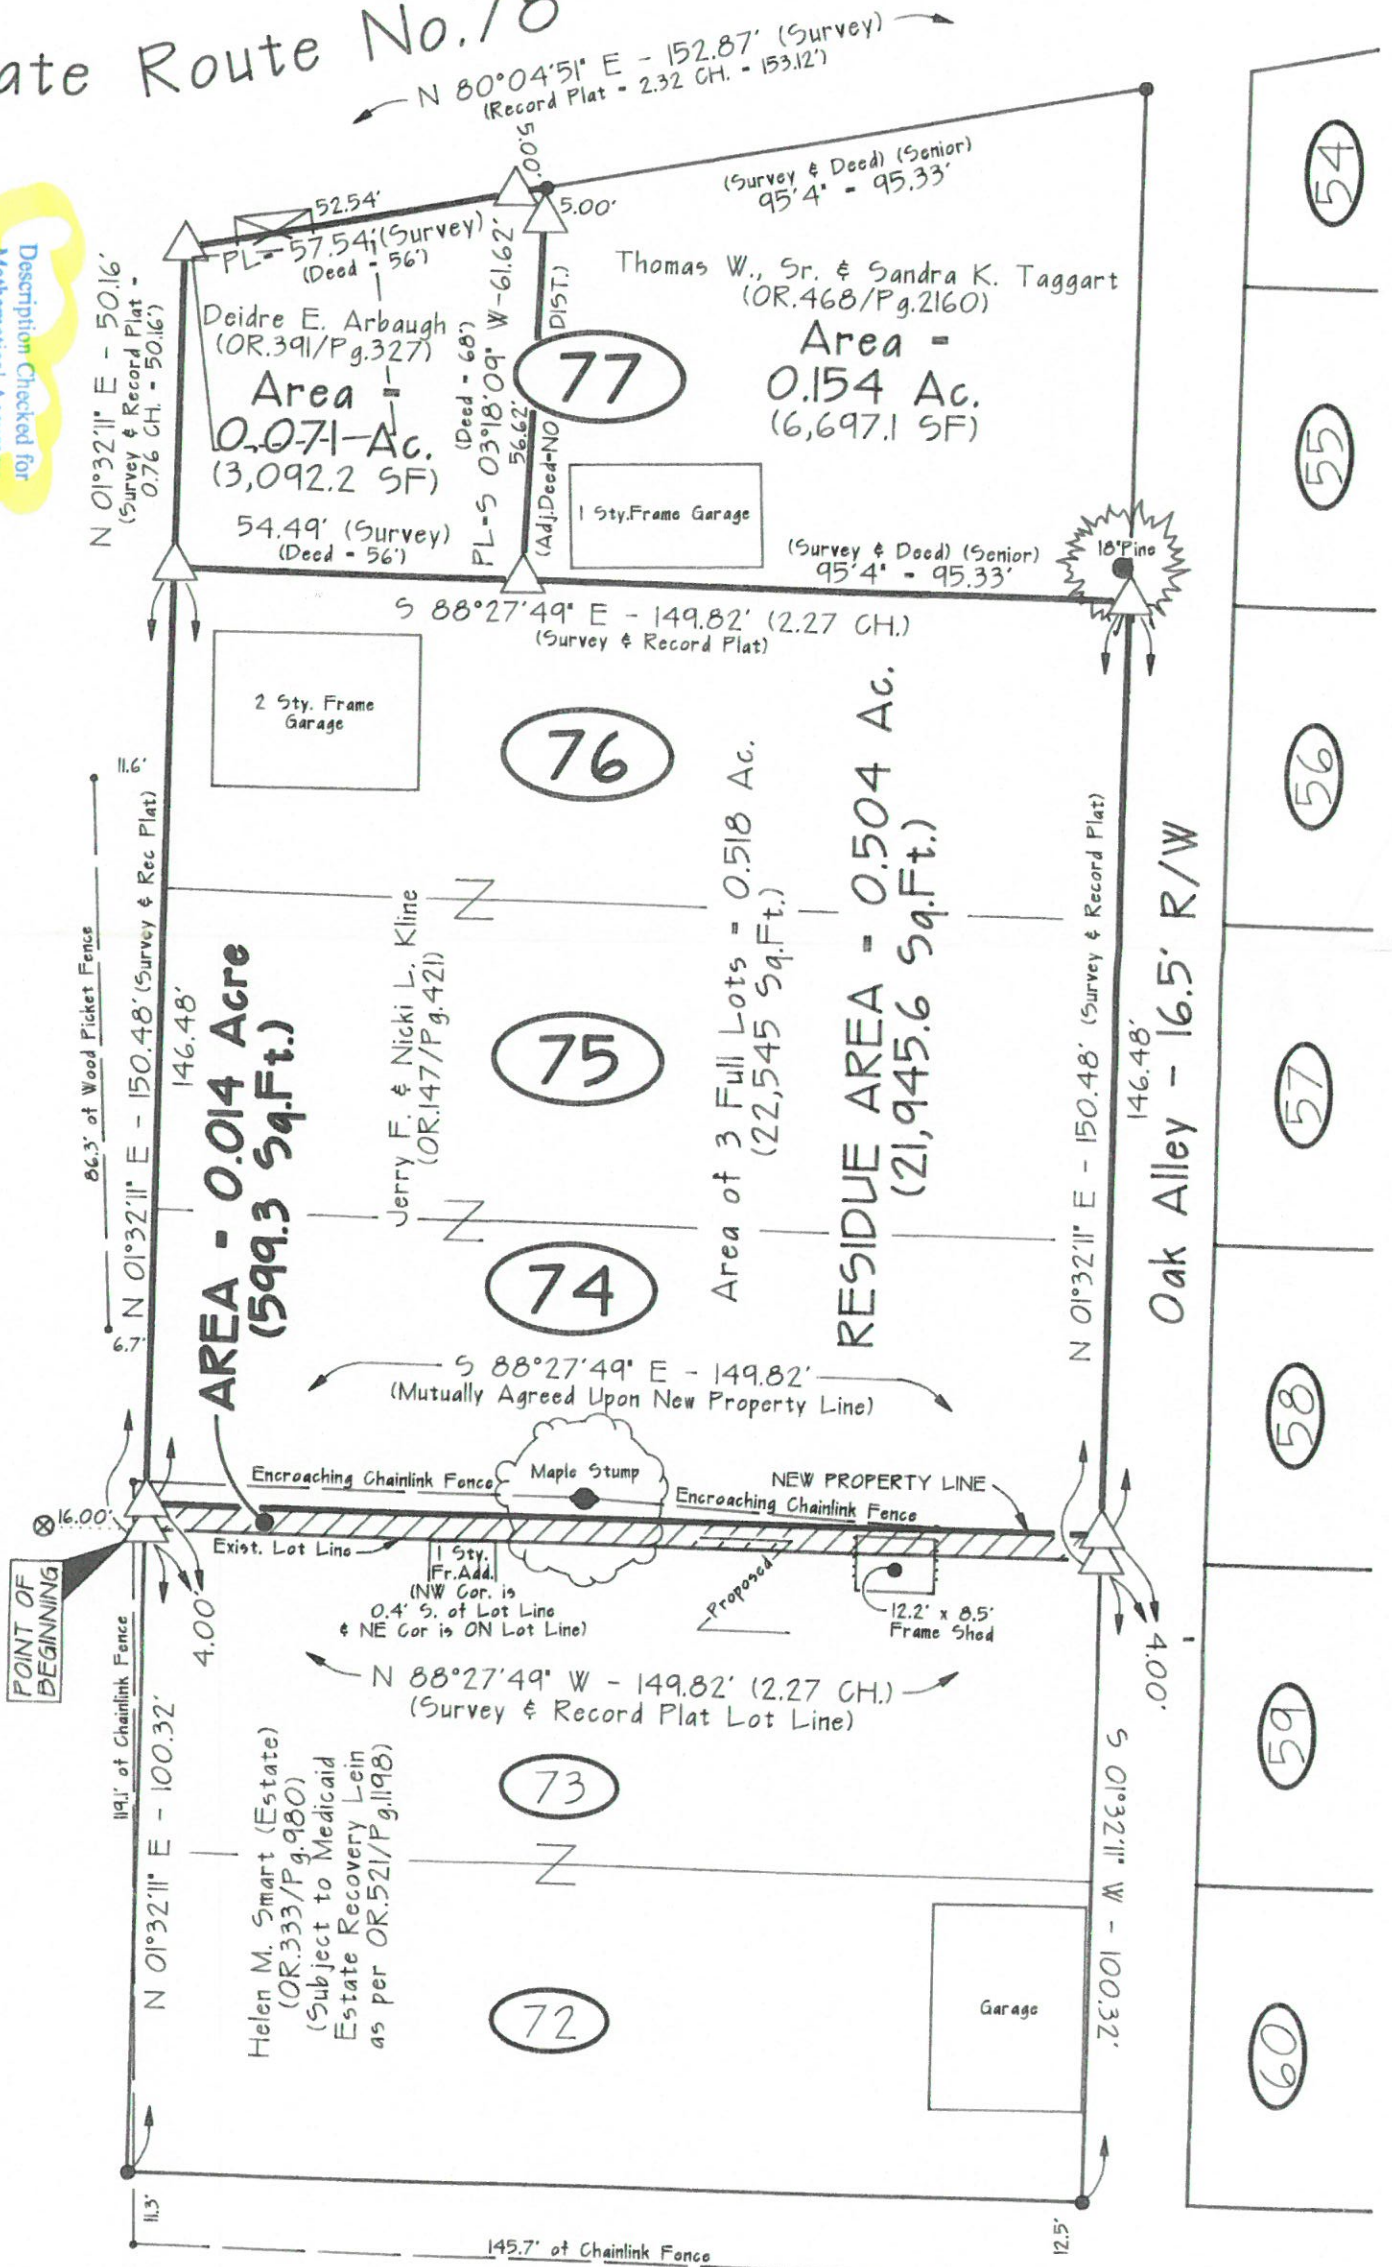 ate Route No.78
N 80°04'51" E - 152.87' (Survey)
(Record Plat - 2.32 CH. - 153.12')
Description Checked for
5.00'
52.54'
PL - 57.54' (Survey)
(Deed - 56')
5.00'
(Survey & Deed) (Senior)
95'4" - 95.33'
N 01°32'11" E - 50.16'
(Survey & Record Plat -
0.76 CH. - 50.16')
Deidre E. Arbaugh
(OR.391/Pg.327)
Area -
0.071 Ac.
(3,092.2 SF)
(Deed - 68')
PL-S 03°18'09" W-61.62'
56.62'
(Adj.Deed-NO DIST.)
77
Thomas W., Sr. & Sandra K. Taggart
(OR.468/Pg.2160)
Area -
0.154 Ac.
(6,697.1 SF)
1 Sty.Frame Garage
54.49' (Survey)
(Deed - 56')
(Survey & Deed) (Senior)
95'4" - 95.33'
18"Pine
S 88°27'49" E - 149.82' (2.27 CH.)
(Survey & Record Plat)
2 Sty. Frame
Garage
76
11.6'
86.3' of Wood Picket Fence
6.7'
N 01°32'11" E - 150.48' (Survey & Rec Plat)
146.48'
AREA - 0.014 Acre
(599.3 Sq.Ft.)
Jerry F. & Nicki L. Kline
(OR.147/Pg.421)
75
Area of 3 Full Lots - 0.518 Ac.
(22,545 Sq.Ft.)
RESIDUE AREA - 0.504 Ac.
(21,945.6 Sq.Ft.)
N 01°32'11" E - 150.48' (Survey & Record Plat)
146.48'
Oak Alley - 16.5' R/W
74
S 88°27'49" E - 149.82'
(Mutually Agreed Upon New Property Line)
Encroaching Chainlink Fence
Maple Stump
Encroaching Chainlink Fence
NEW PROPERTY LINE
16.00'
POINT OF
BEGINNING
Exist. Lot Line
1 Sty.
Fr.Add.
(NW Cor. is
0.4' S. of Lot Line
& NE Cor is ON Lot Line)
Proposed
12.2' x 8.5'
Frame Shed
4.00'
4.00'
N 88°27'49" W - 149.82' (2.27 CH.)
(Survey & Record Plat Lot Line)
119.1' of Chainlink Fence
N 01°32'11" E - 100.32'
Helen M. Smart (Estate)
(OR.333/Pg.980)
(Subject to Medicaid
Estate Recovery Lein
as per OR.521/Pg.1198)
73
72
Garage
S 01°32'11" W - 100.32'
11.3'
145.7' of Chainlink Fence
12.5'
54
55
56
57
58
59
60